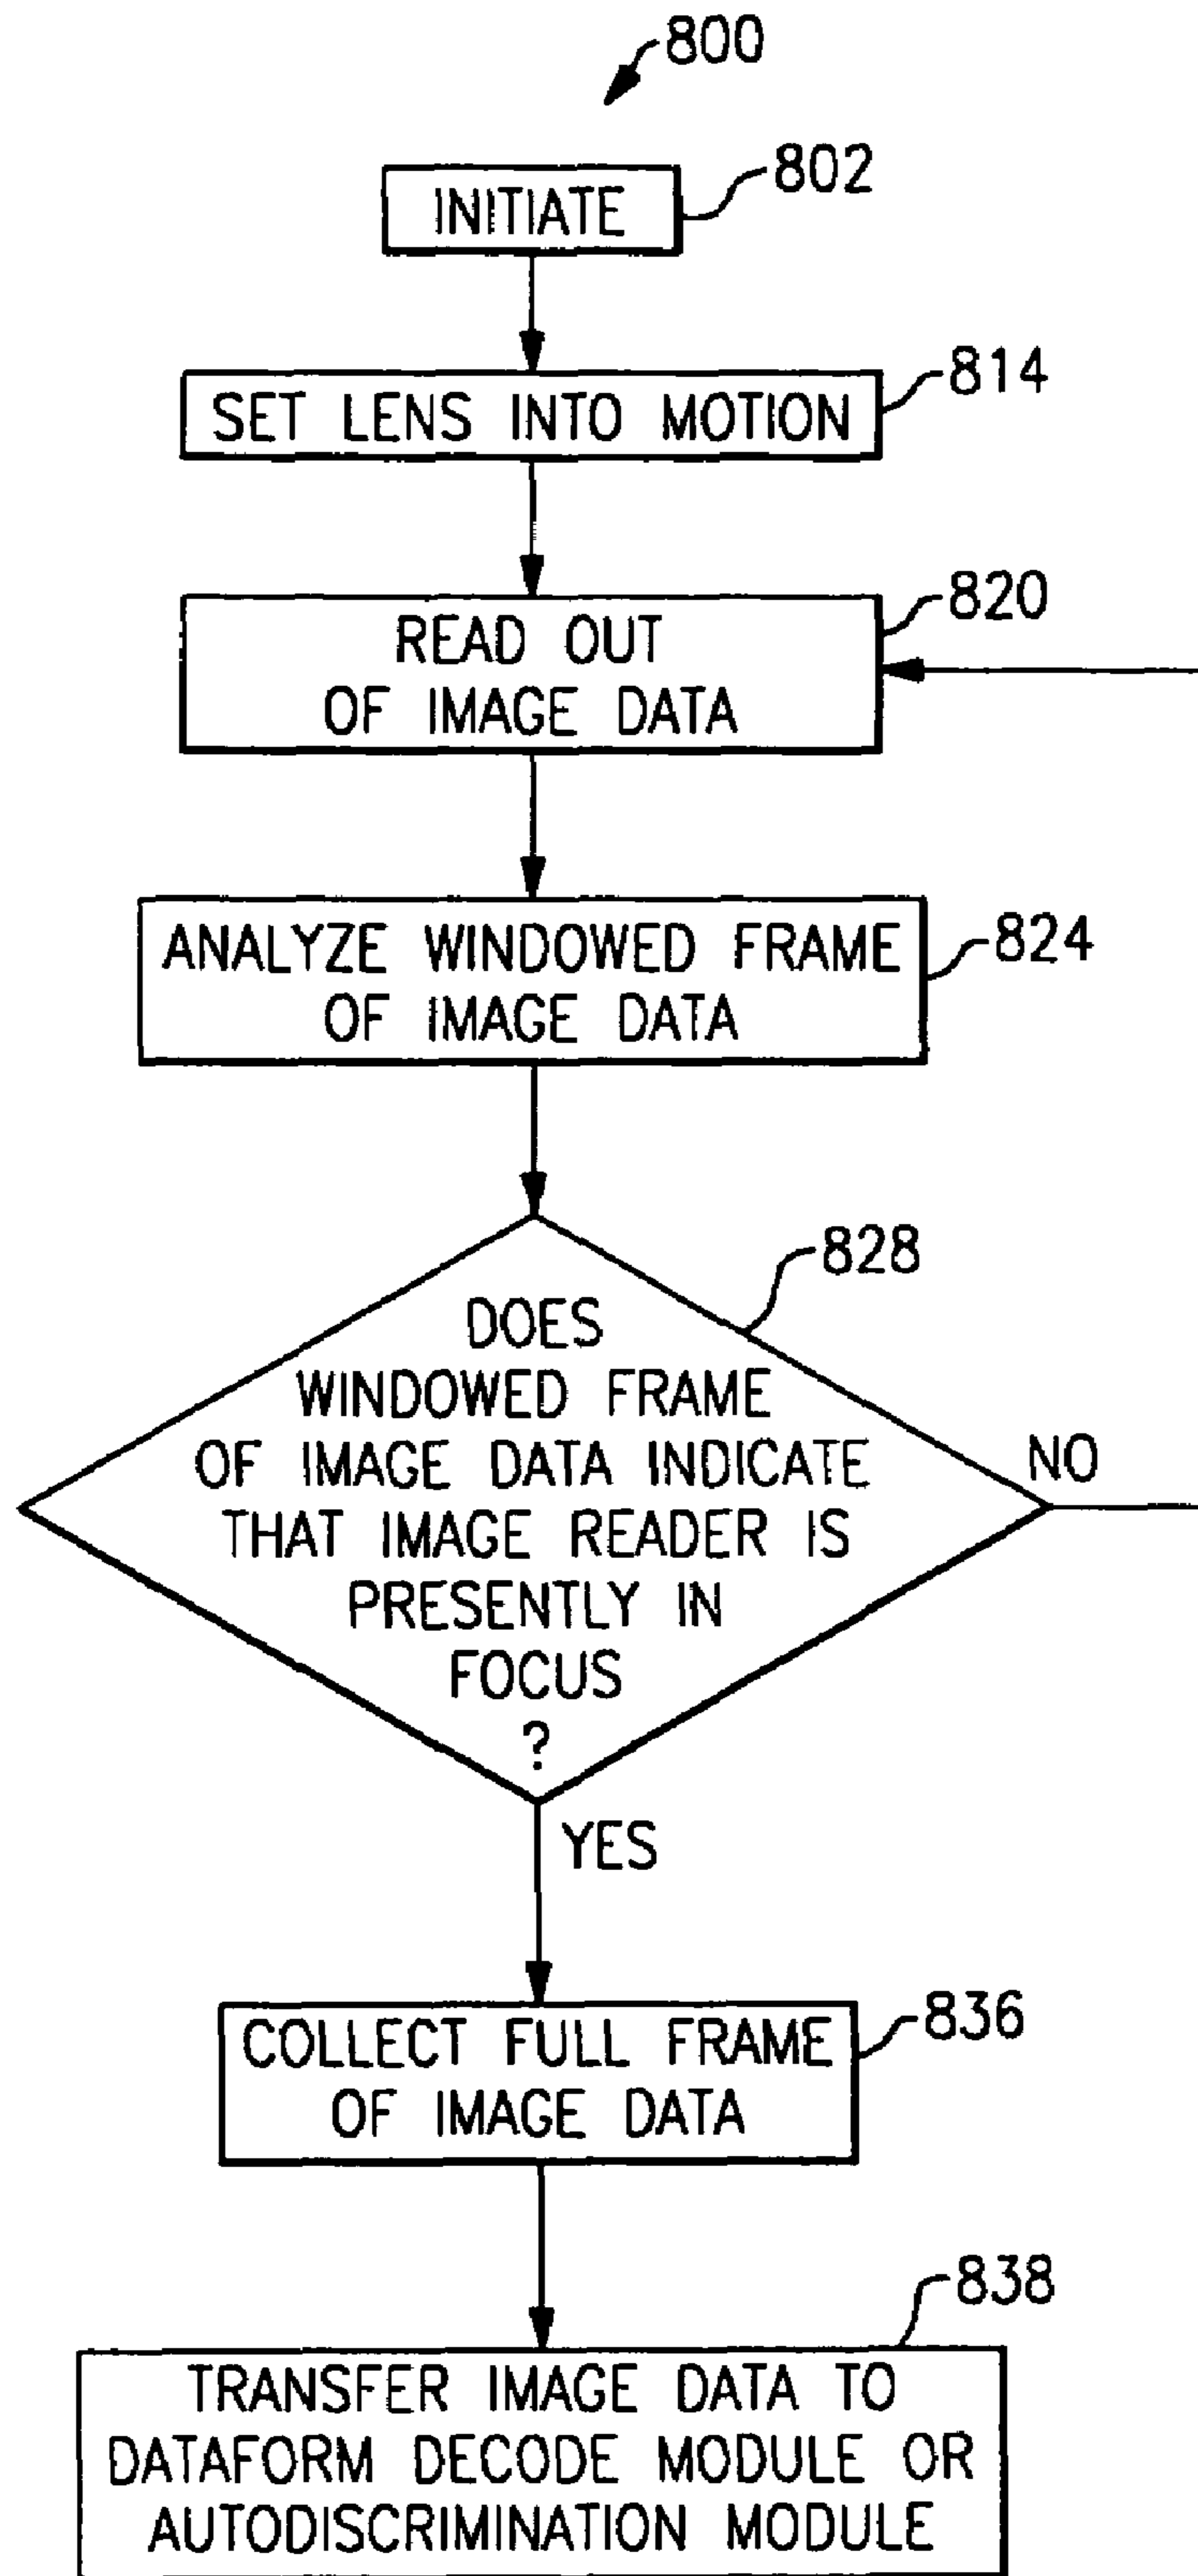 800
802
INITIATE
814
SET LENS INTO MOTION
820
READ OUT
OF IMAGE DATA
824
ANALYZE WINDOWED FRAME
OF IMAGE DATA
828
DOES
WINDOWED FRAME
OF IMAGE DATA INDICATE
THAT IMAGE READER IS
PRESENTLY IN
FOCUS
?
NO
YES
836
COLLECT FULL FRAME
OF IMAGE DATA
838
TRANSFER IMAGE DATA TO
DATAFORM DECODE MODULE OR
AUTODISCRIMINATION MODULE